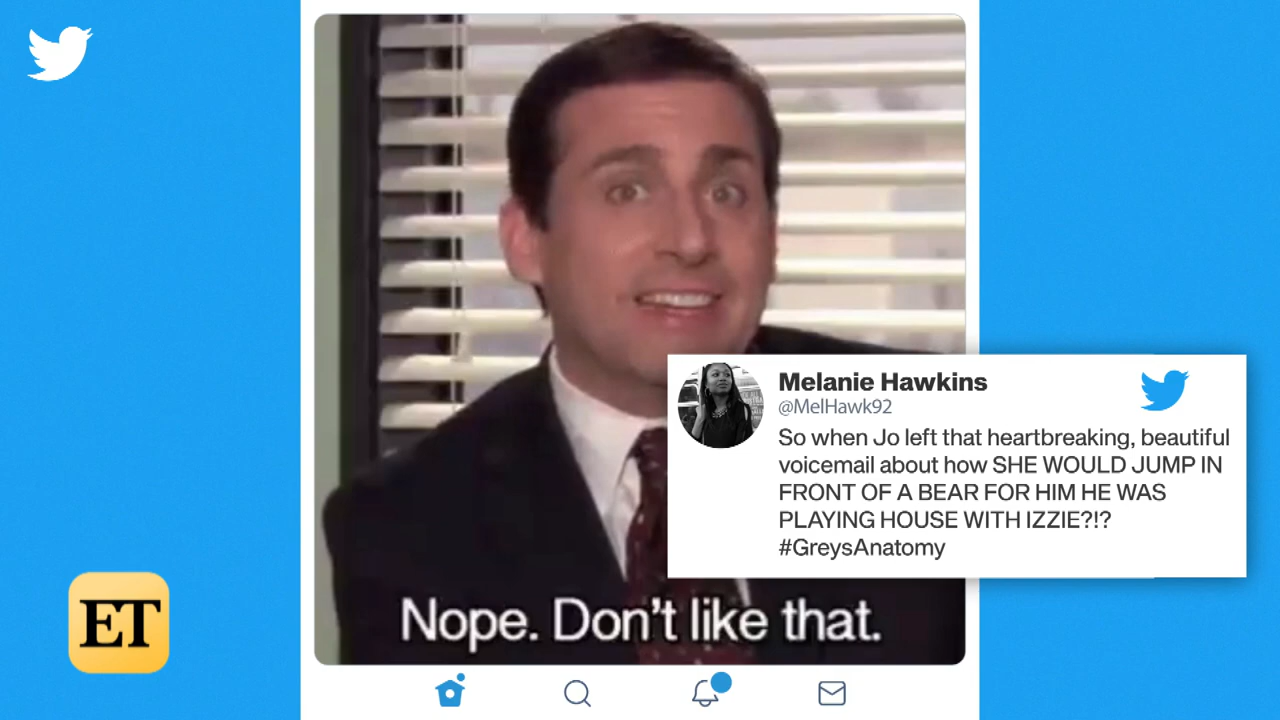 Melanie Hawkins
@MelHawk92
So when Jo left that heartbreaking, beautiful
voicemail about how SHE WOULD JUMP IN
FRONT OF A BEAR FOR HIM HE WAS
PLAYING HOUSE WITH IZZIE?!?
#GreysAnatomy
Nope. Don't like that.
ET